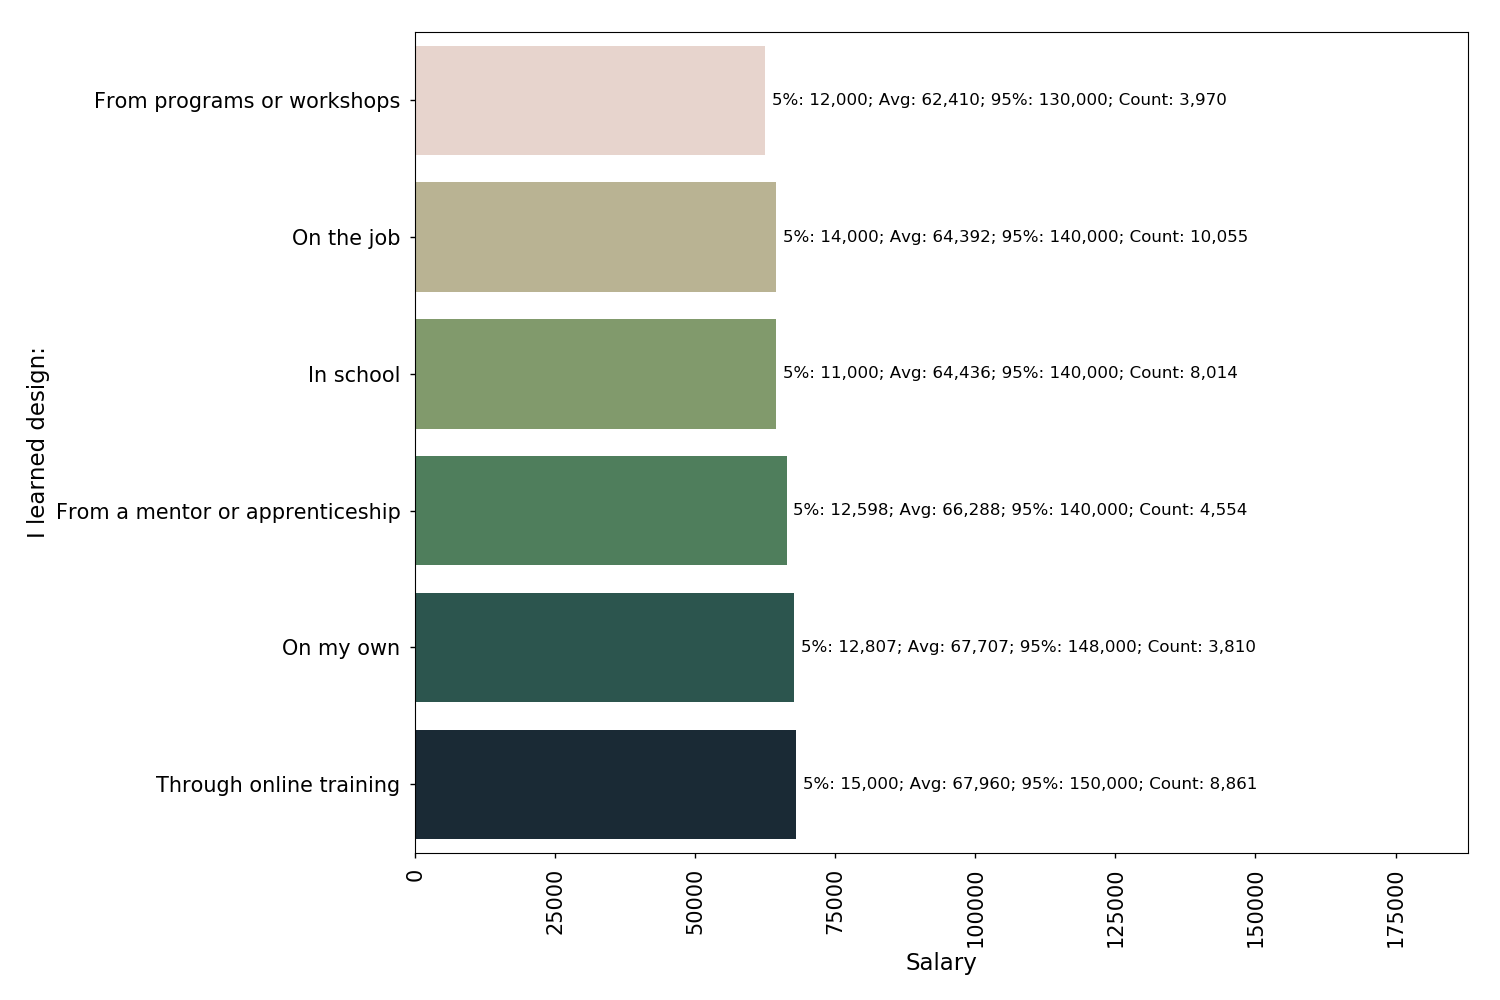 I learned design:
From programs or workshops
5%: 12,000; Avg: 62,410; 95%: 130,000; Count: 3,970
On the job
5%: 14,000; Avg: 64,392; 95%: 140,000; Count: 10,055
In school
5%: 11,000; Avg: 64,436; 95%: 140,000; Count: 8,014
From a mentor or apprenticeship
5%: 12,598; Avg: 66,288; 95%: 140,000; Count: 4,554
On my own
5%: 12,807; Avg: 67,707; 95%: 148,000; Count: 3,810
Through online training
5%: 15,000; Avg: 67,960; 95%: 150,000; Count: 8,861
0
25000
50000
75000
100000
125000
150000
175000
Salary